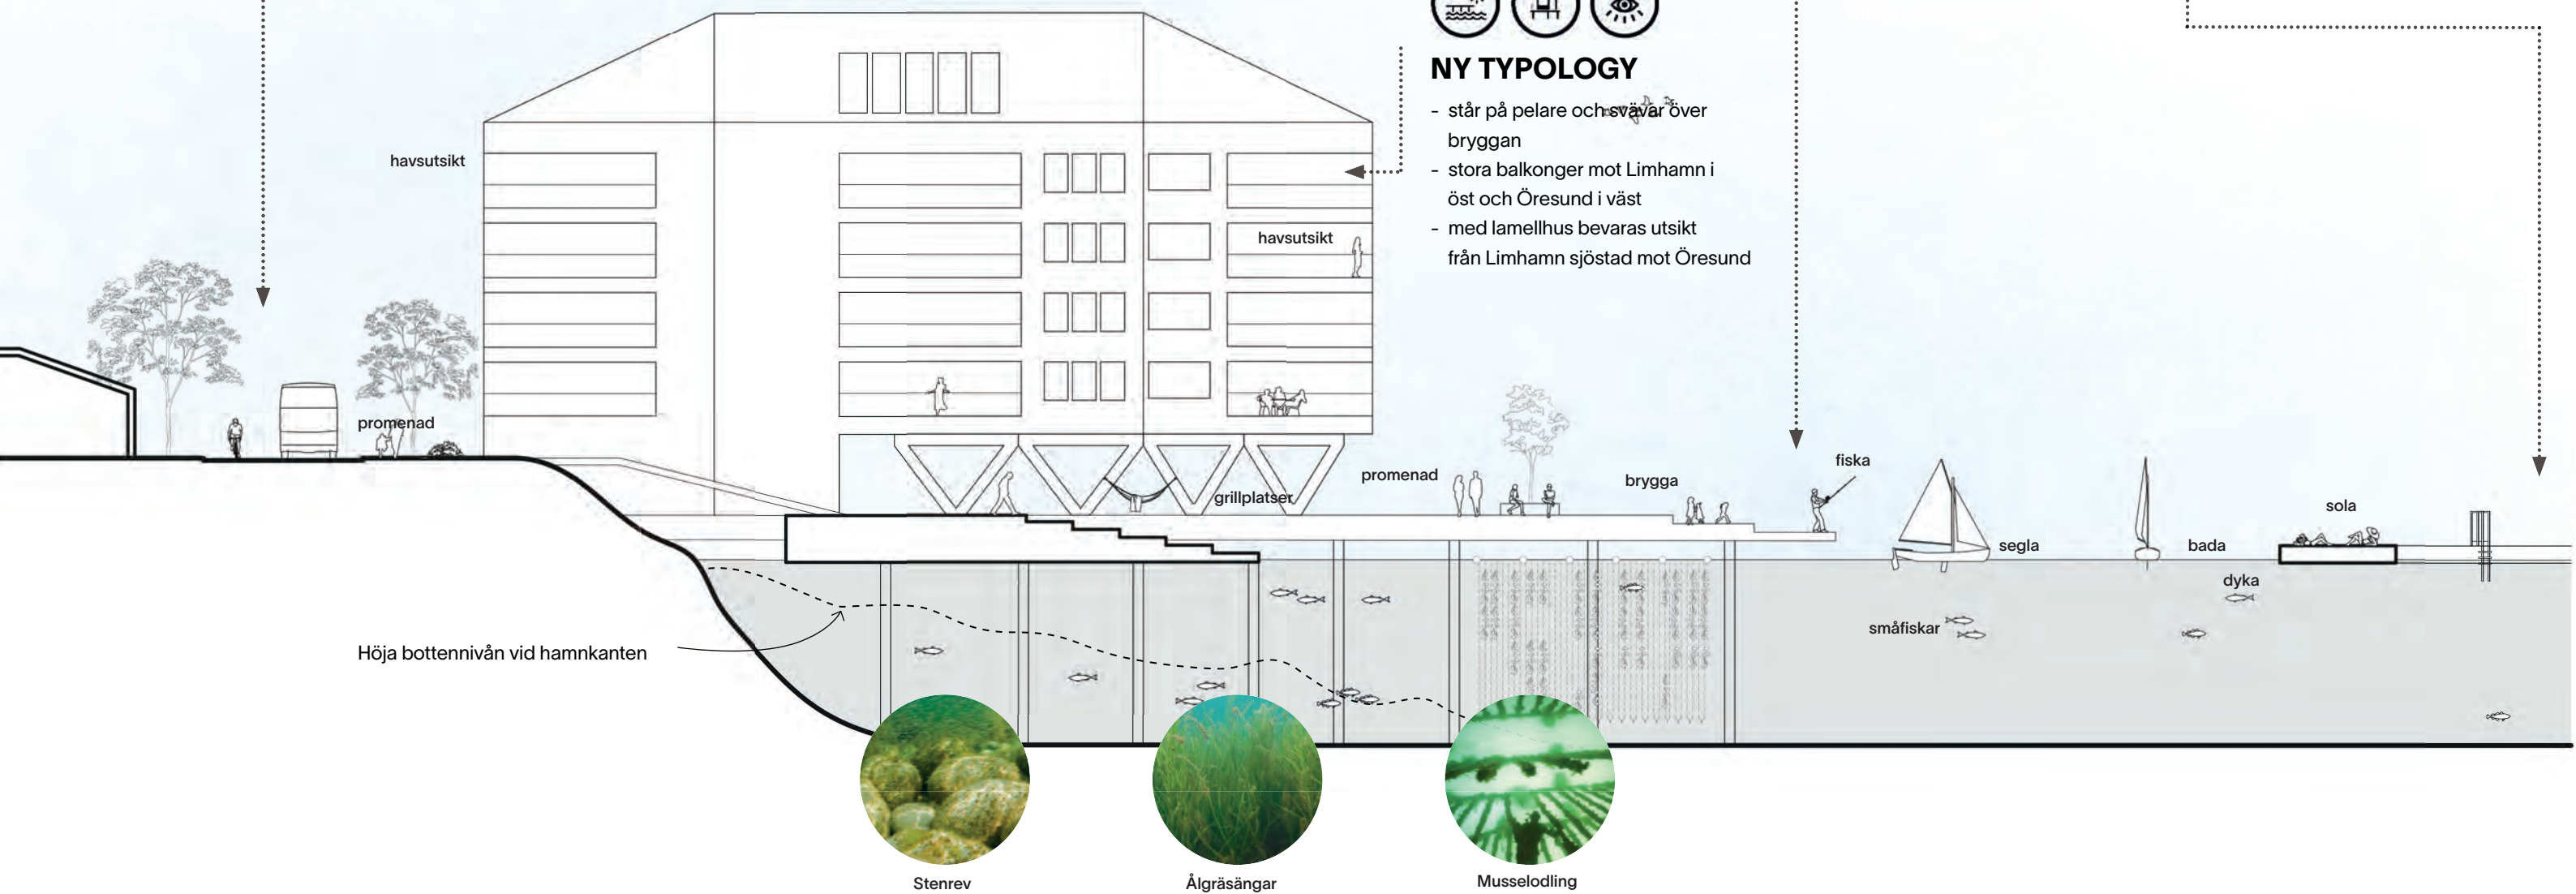 NY TYPOLOGY
- står på pelare och svävar över
bryggan
- stora balkonger mot Limhamn i
öst och Öresund i väst
- med lamellhus bevaras utsikt
från Limhamn sjöstad mot Öresund
havsutsikt
havsutsikt
promenad
grillplatser
promenad
brygga
fiska
segla
bada
sola
dyka
småfiskar
Höja bottennivån vid hamnkanten
Stenrev
Ålgräsängar
Musselodling